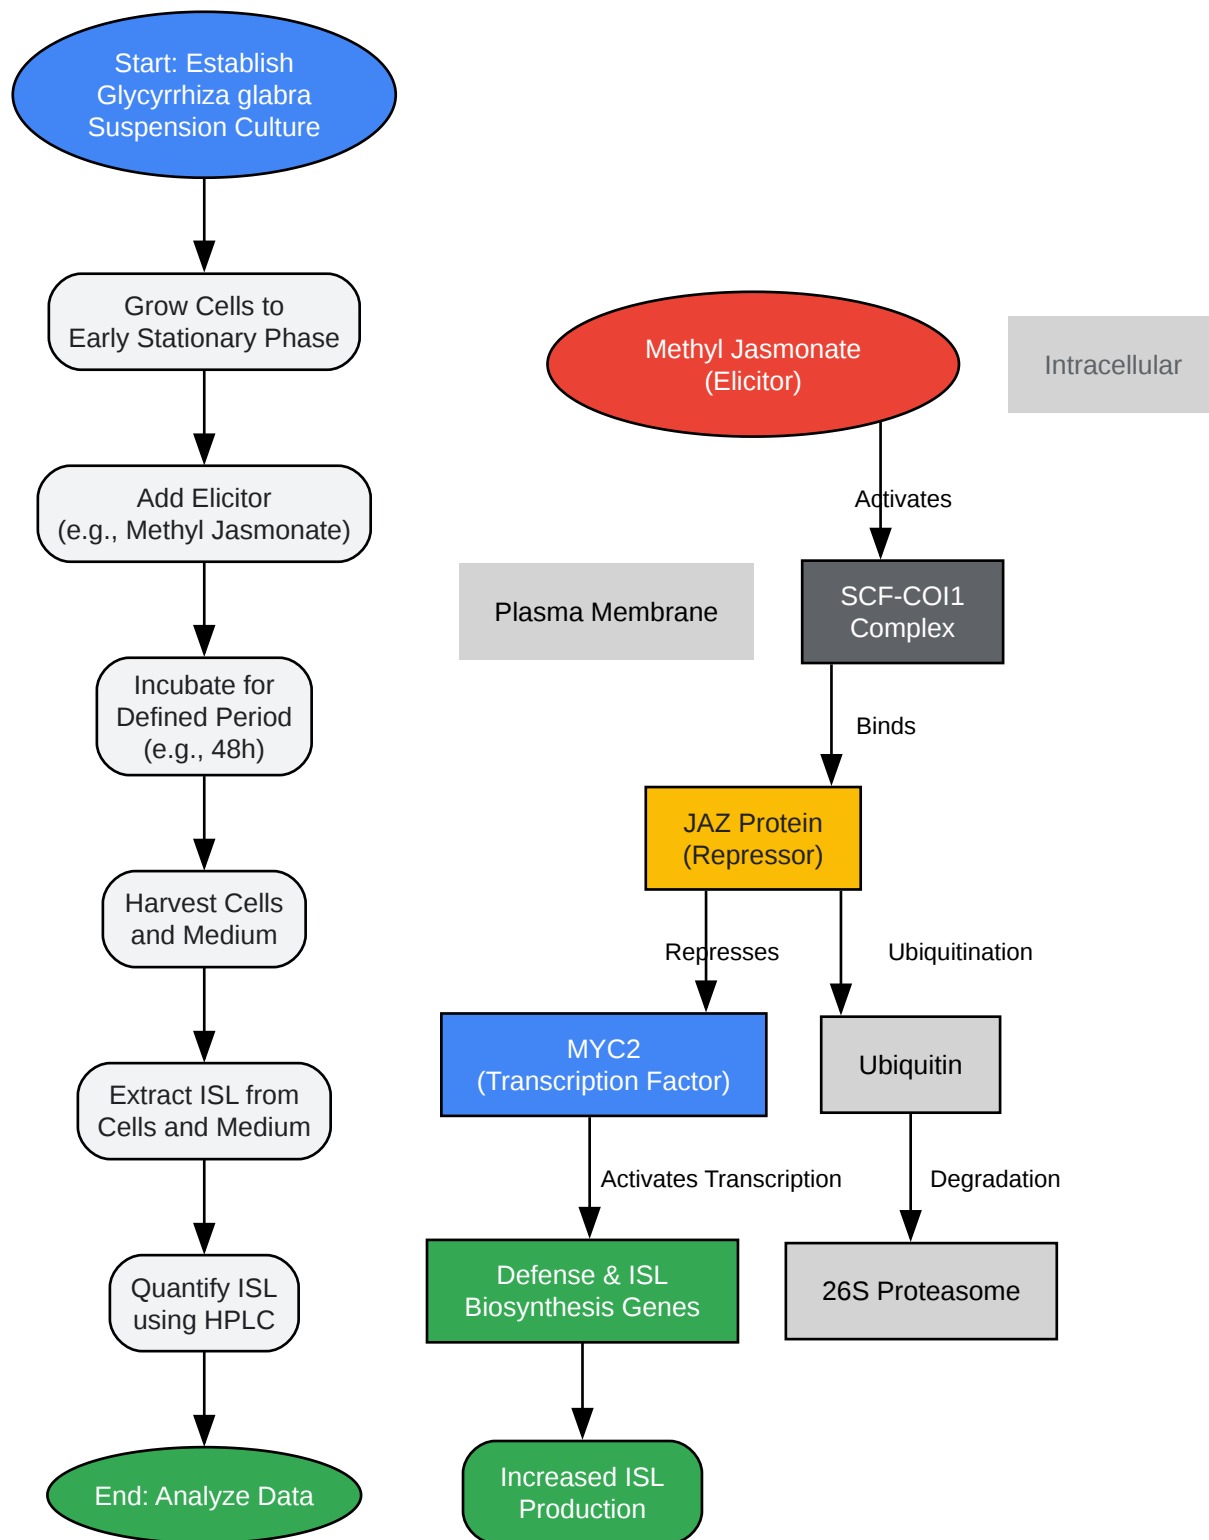 Start: Establish
Glycyrrhiza glabra
Suspension Culture
Grow Cells to
Early Stationary Phase
Add Elicitor
(e.g., Methyl Jasmonate)
Incubate for
Defined Period
(e.g., 48h)
Harvest Cells
and Medium
Extract ISL from
Cells and Medium
Quantify ISL
using HPLC
End: Analyze Data
Methyl Jasmonate
(Elicitor)
Intracellular
Activates
Plasma Membrane
SCF-COI1
Complex
Binds
JAZ Protein
(Repressor)
Represses
Ubiquitination
MYC2
(Transcription Factor)
Ubiquitin
Activates Transcription
Degradation
Defense & ISL
Biosynthesis Genes
26S Proteasome
Increased ISL
Production